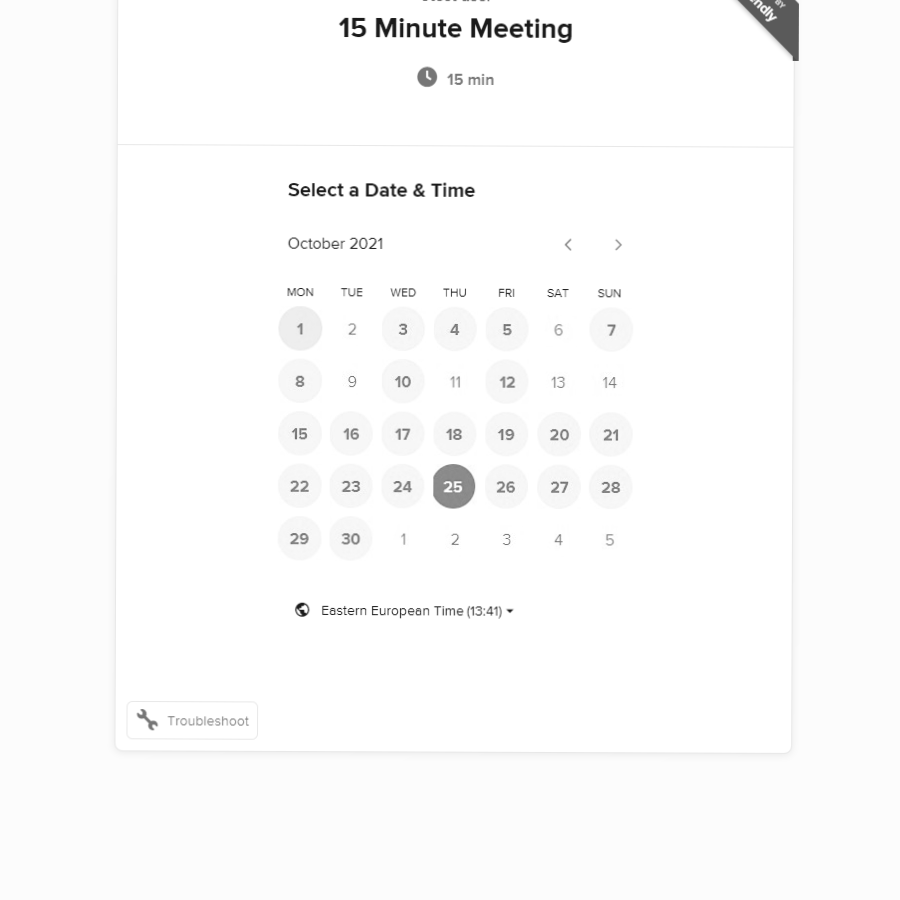 15 Minute Meeting
15 min
Select a Date & Time
October 2021
MON TUE WED THU FRI SAT SUN
1 2 3 4 5 6 7
8 9 10 11 12 13 14
15 16 17 18 19 20 21
22 23 24 25 26 27 28
29 30 1 2 3 4 5
Eastern European Time (13:41)
Troubleshoot